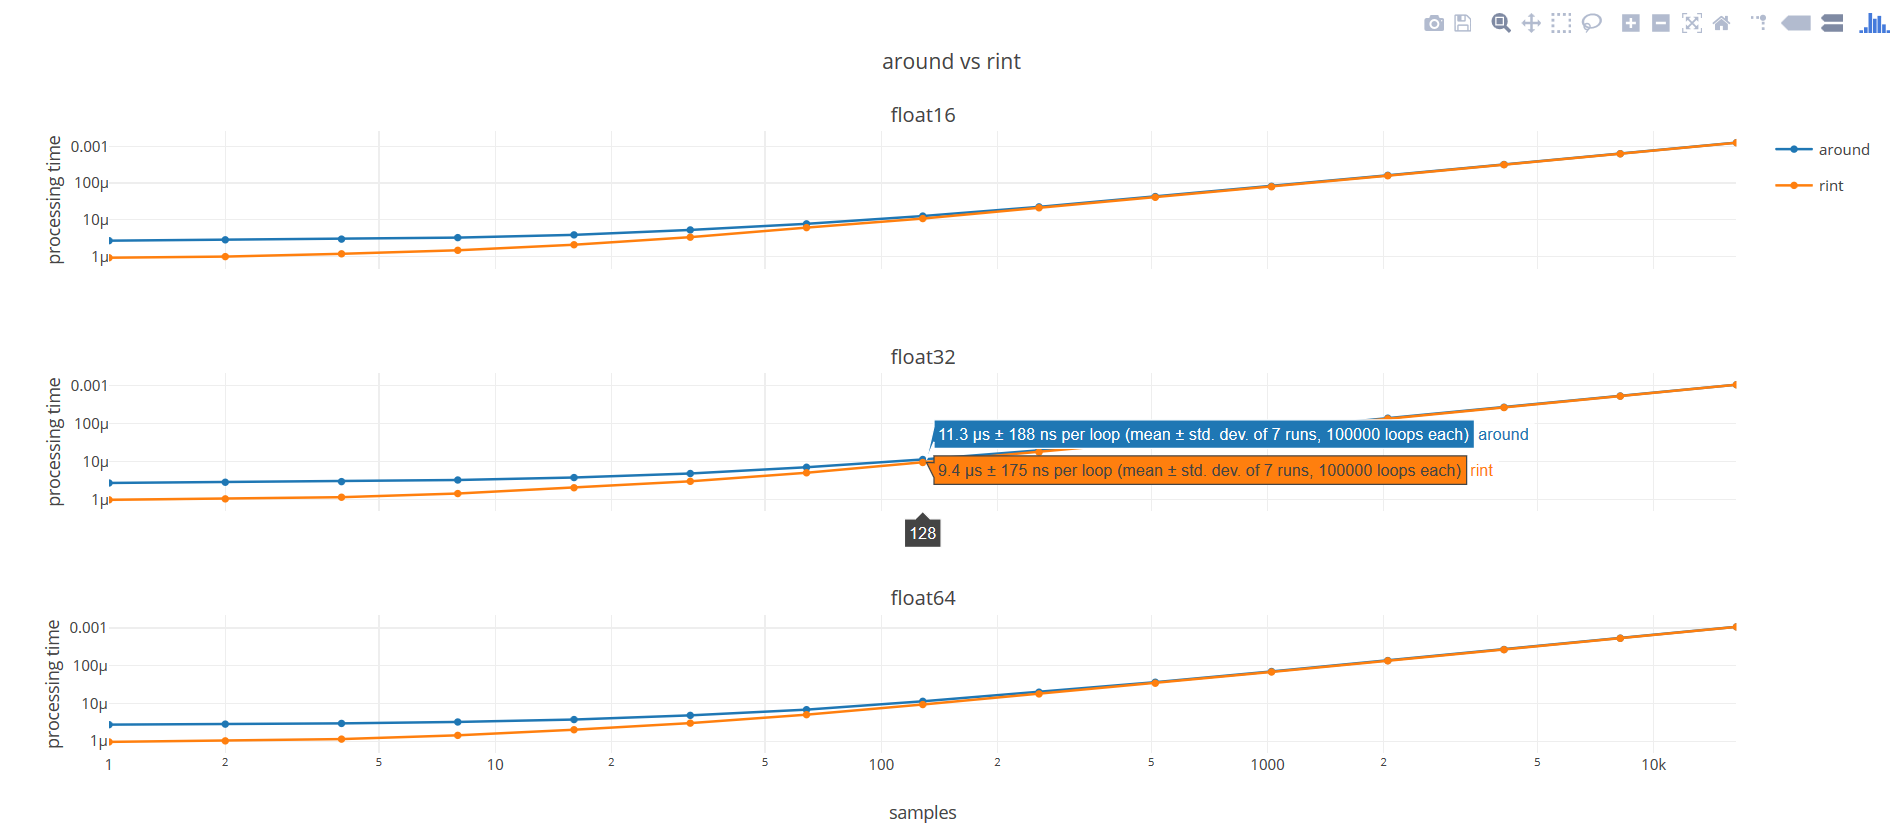 around vs rint
float16
processing time
0.001
100μ
10μ
1μ
around
rint
float32
processing time
0.001
100μ
10μ
1μ
11.3 μs ± 188 ns per loop (mean ± std. dev. of 7 runs, 100000 loops each) around
9.4 μs ± 175 ns per loop (mean ± std. dev. of 7 runs, 100000 loops each) rint
128
float64
processing time
0.001
100μ
10μ
1μ
1 2 5 10 2 5 100 2 5 1000 2 5 10k
samples